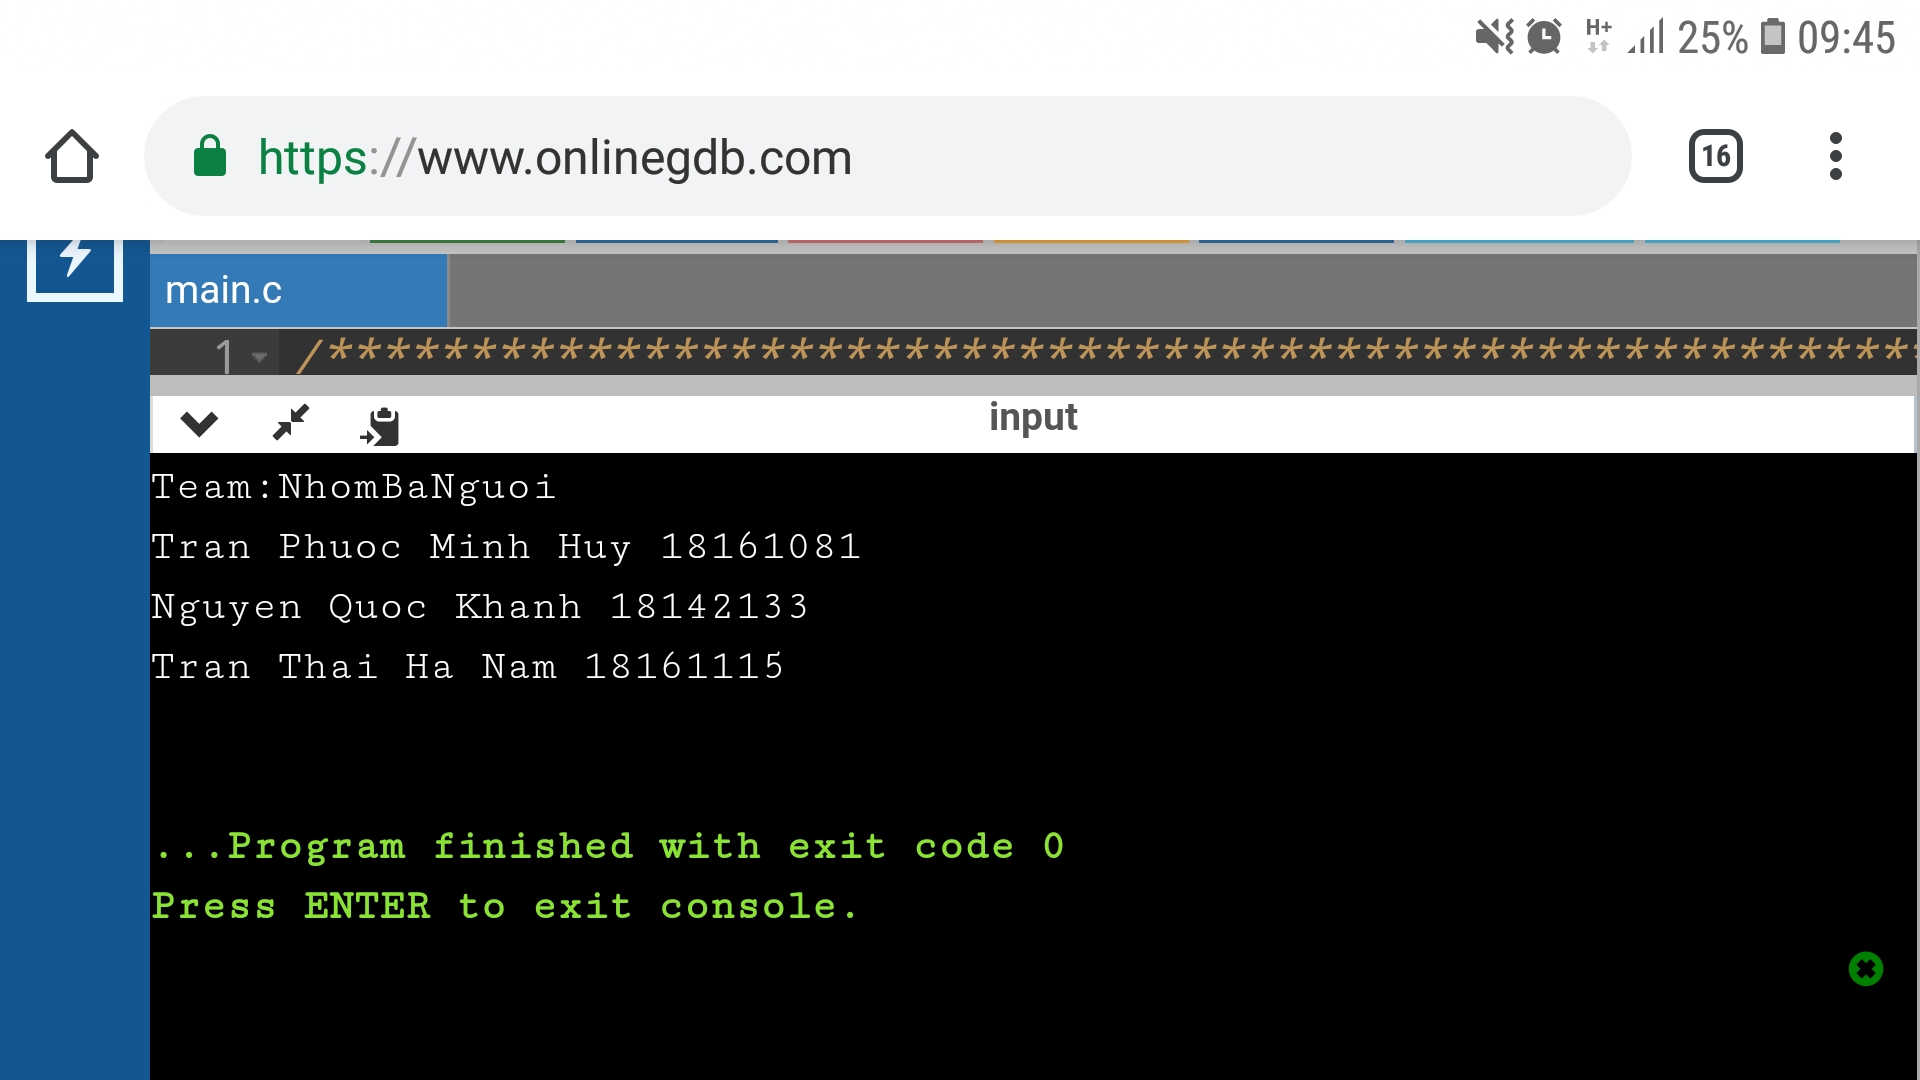 H+ 25% 09:45
https://www.onlinegdb.com 16
main.c
1 /*******************************************************
input
Team:NhomBaNguoi
Tran Phuoc Minh Huy 18161081
Nguyen Quoc Khanh 18142133
Tran Thai Ha Nam 18161115
...Program finished with exit code 0
Press ENTER to exit console.